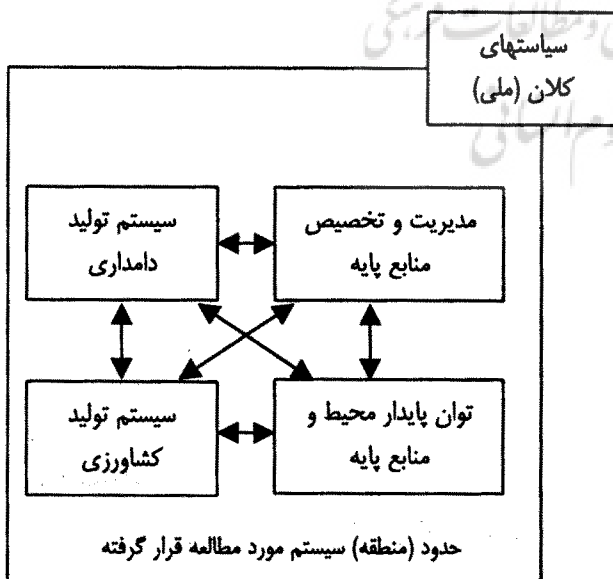 سیاستهای
کلان (ملی)
مدیریت و تخصیص
منابع پایه
سیستم تولید
دامداری
توان پایدار محیط و
منابع پایه
سیستم تولید
کشاورزی
حدود (منطقه) سیستم مورد مطالعه قرار گرفته